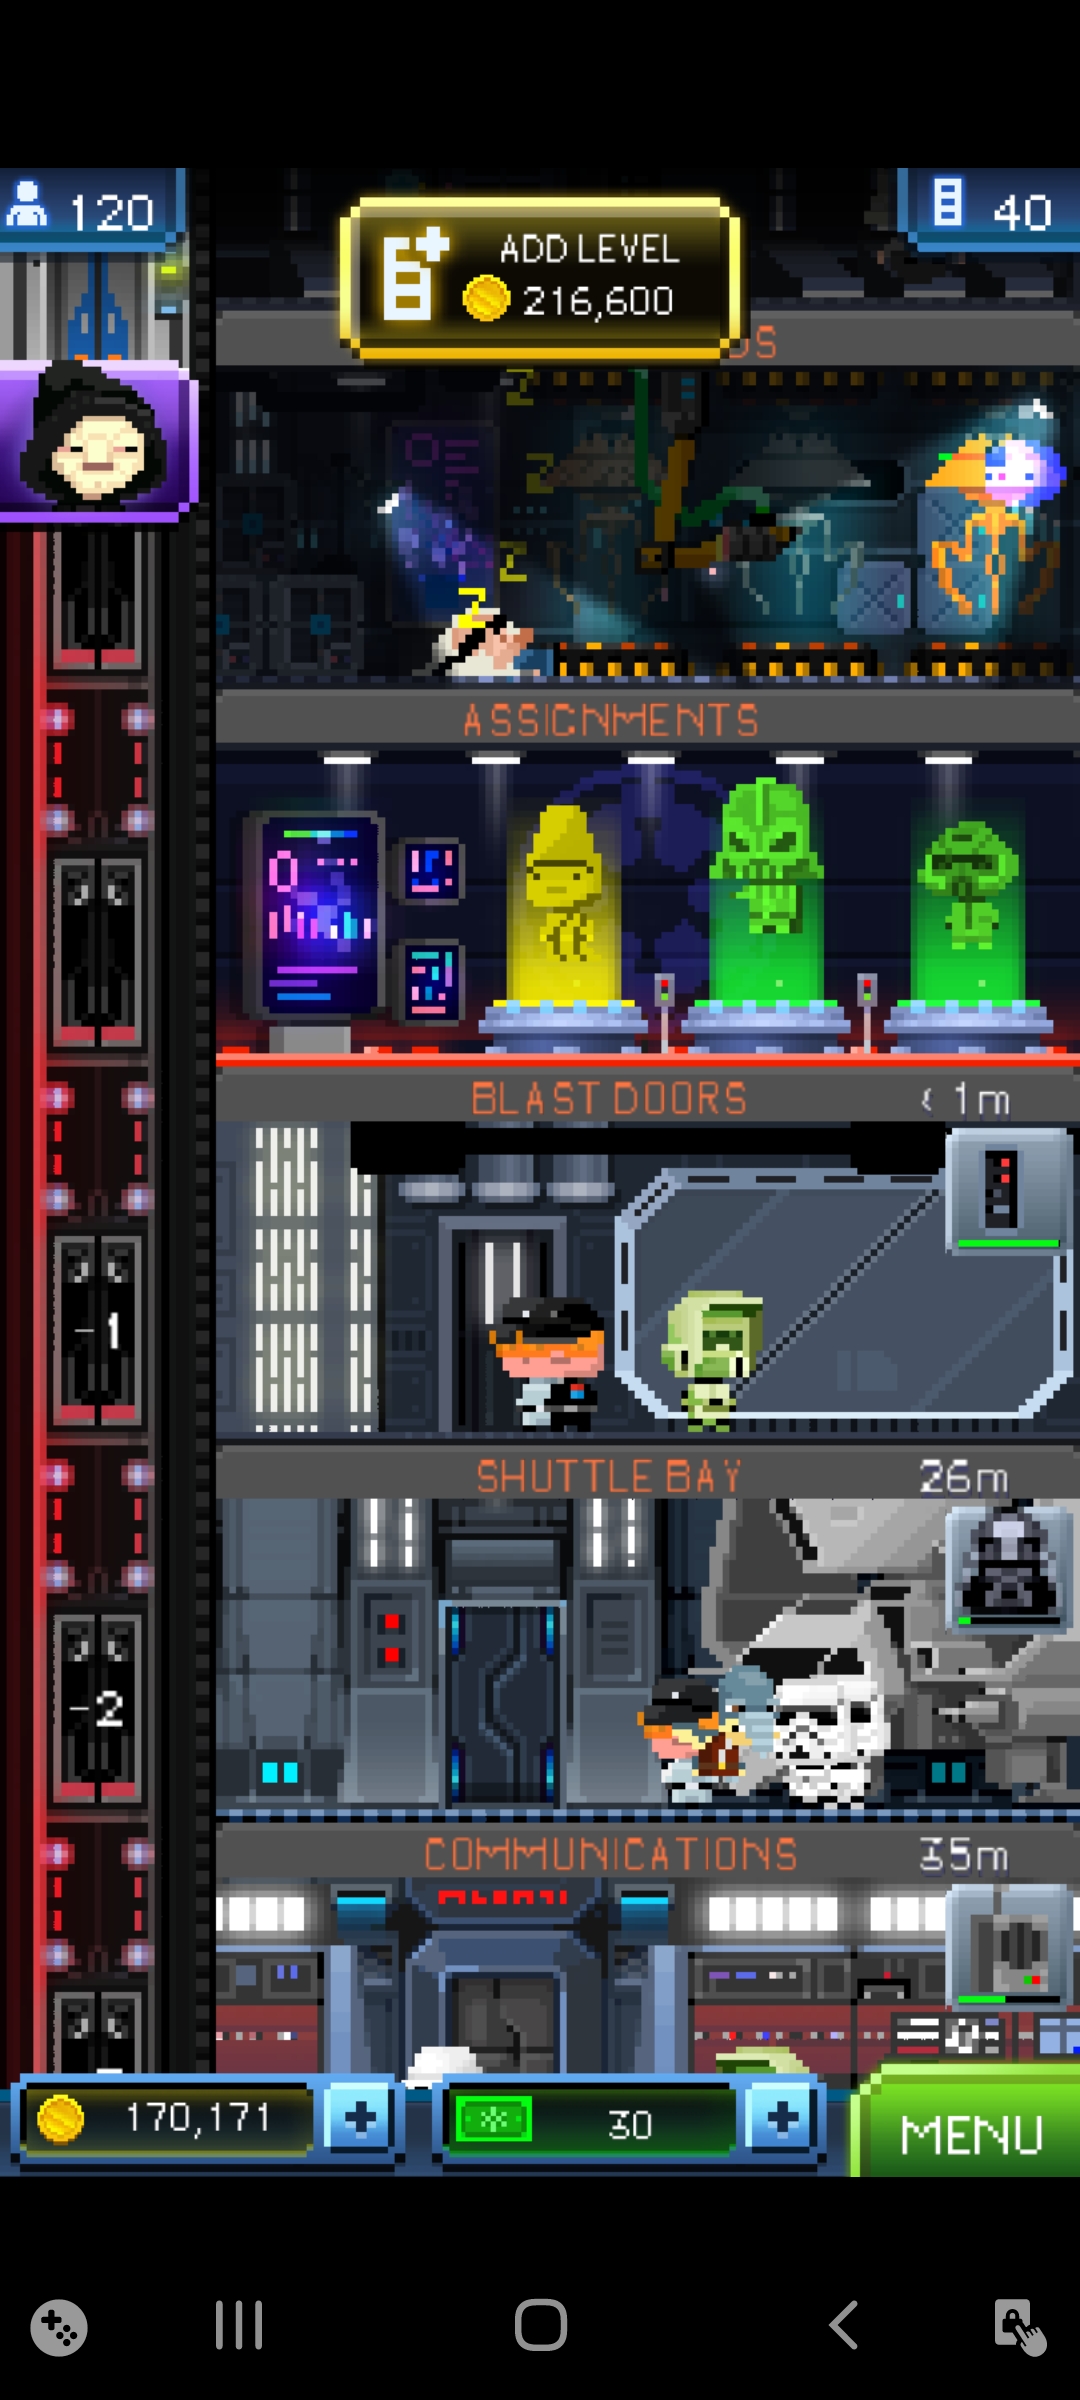 120
40
ADD LEVEL
216,600
DS
Z
Z
Z
Z
ASSIGNMENTS
BLAST DOORS < 1m
-1
SHUTTLE BAY 26m
-2
COMMUNICATIONS 35m
170,171 +
30 +
MENU